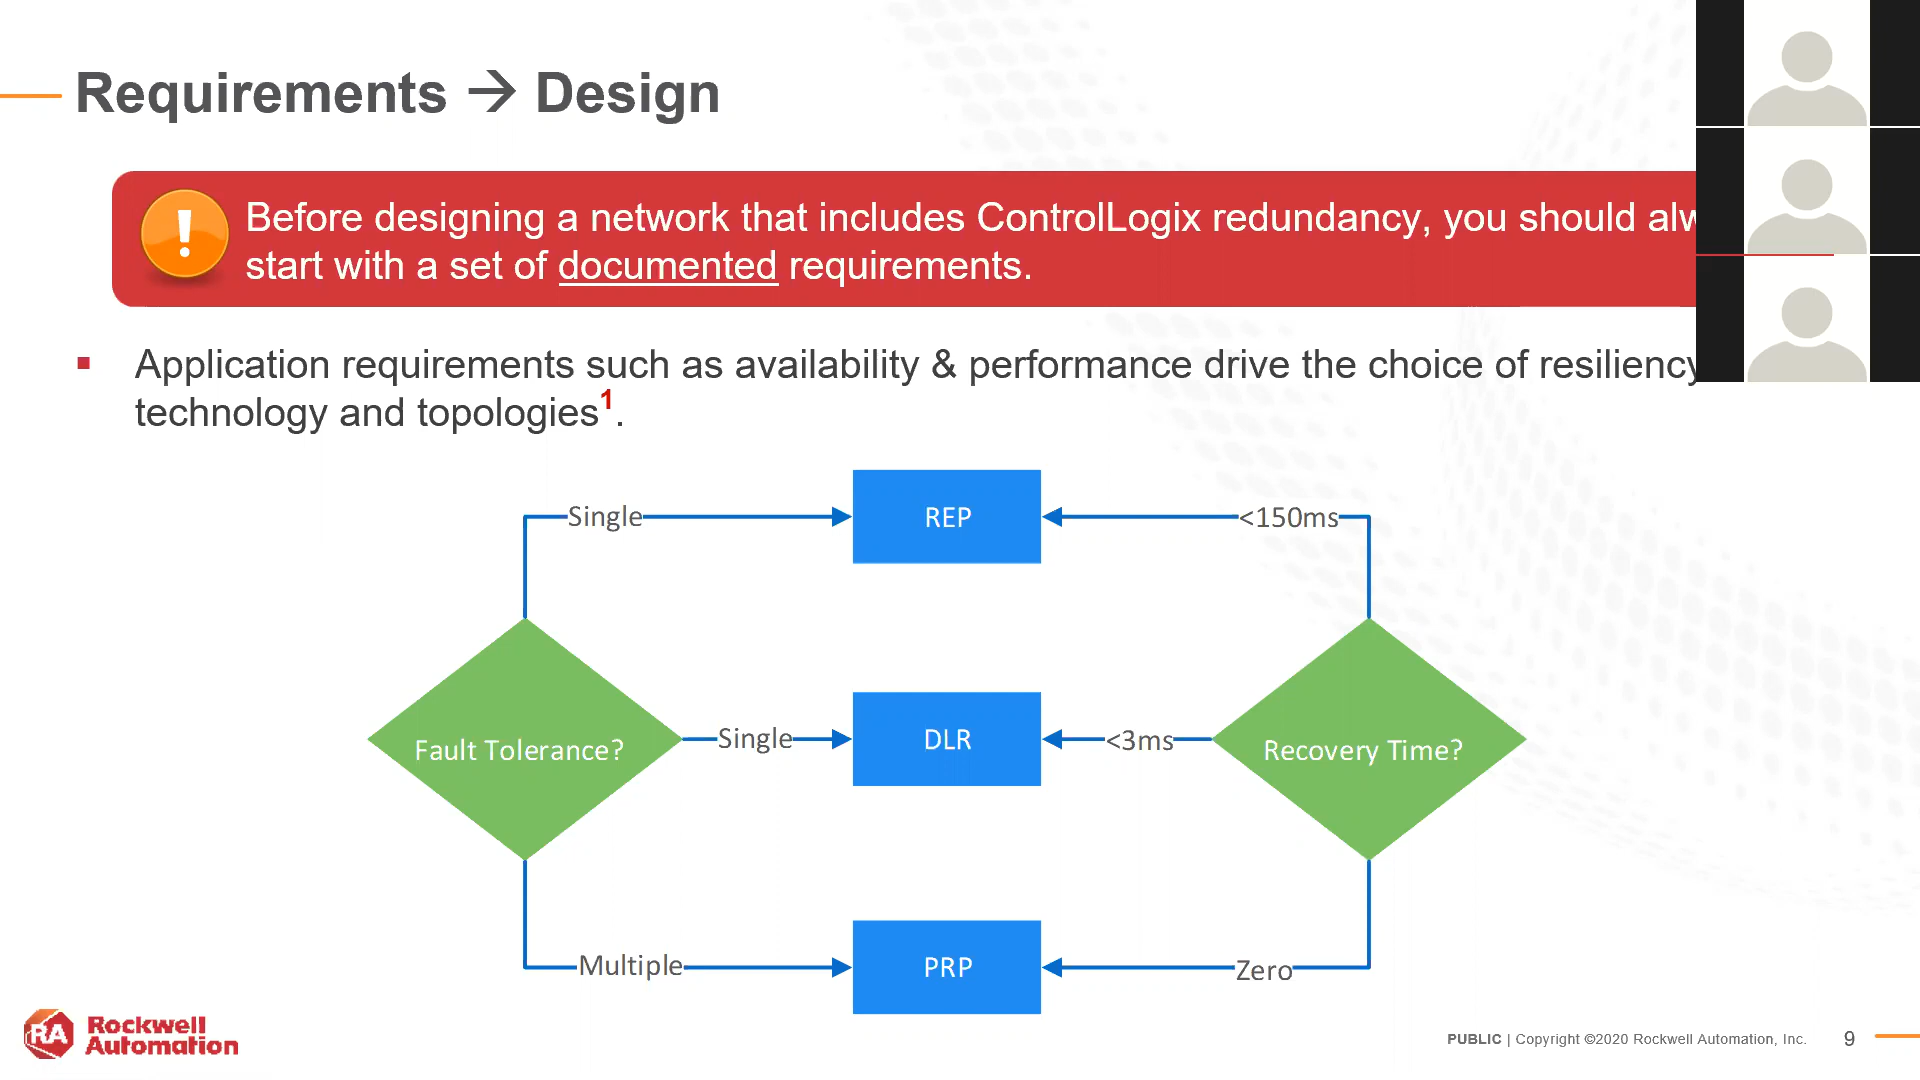 Requirements → Design
Before designing a network that includes ControlLogix redundancy, you should
start with a set of documented requirements.
Application requirements such as availability & performance drive the choice of resiliency
technology and topologies¹.
Single
REP
<150ms
Fault Tolerance?
Single
DLR
<3ms
Recovery Time?
Multiple
PRP
Zero
RA
Rockwell
Automation
PUBLIC | Copyright ©2020 Rockwell Automation, Inc. 9